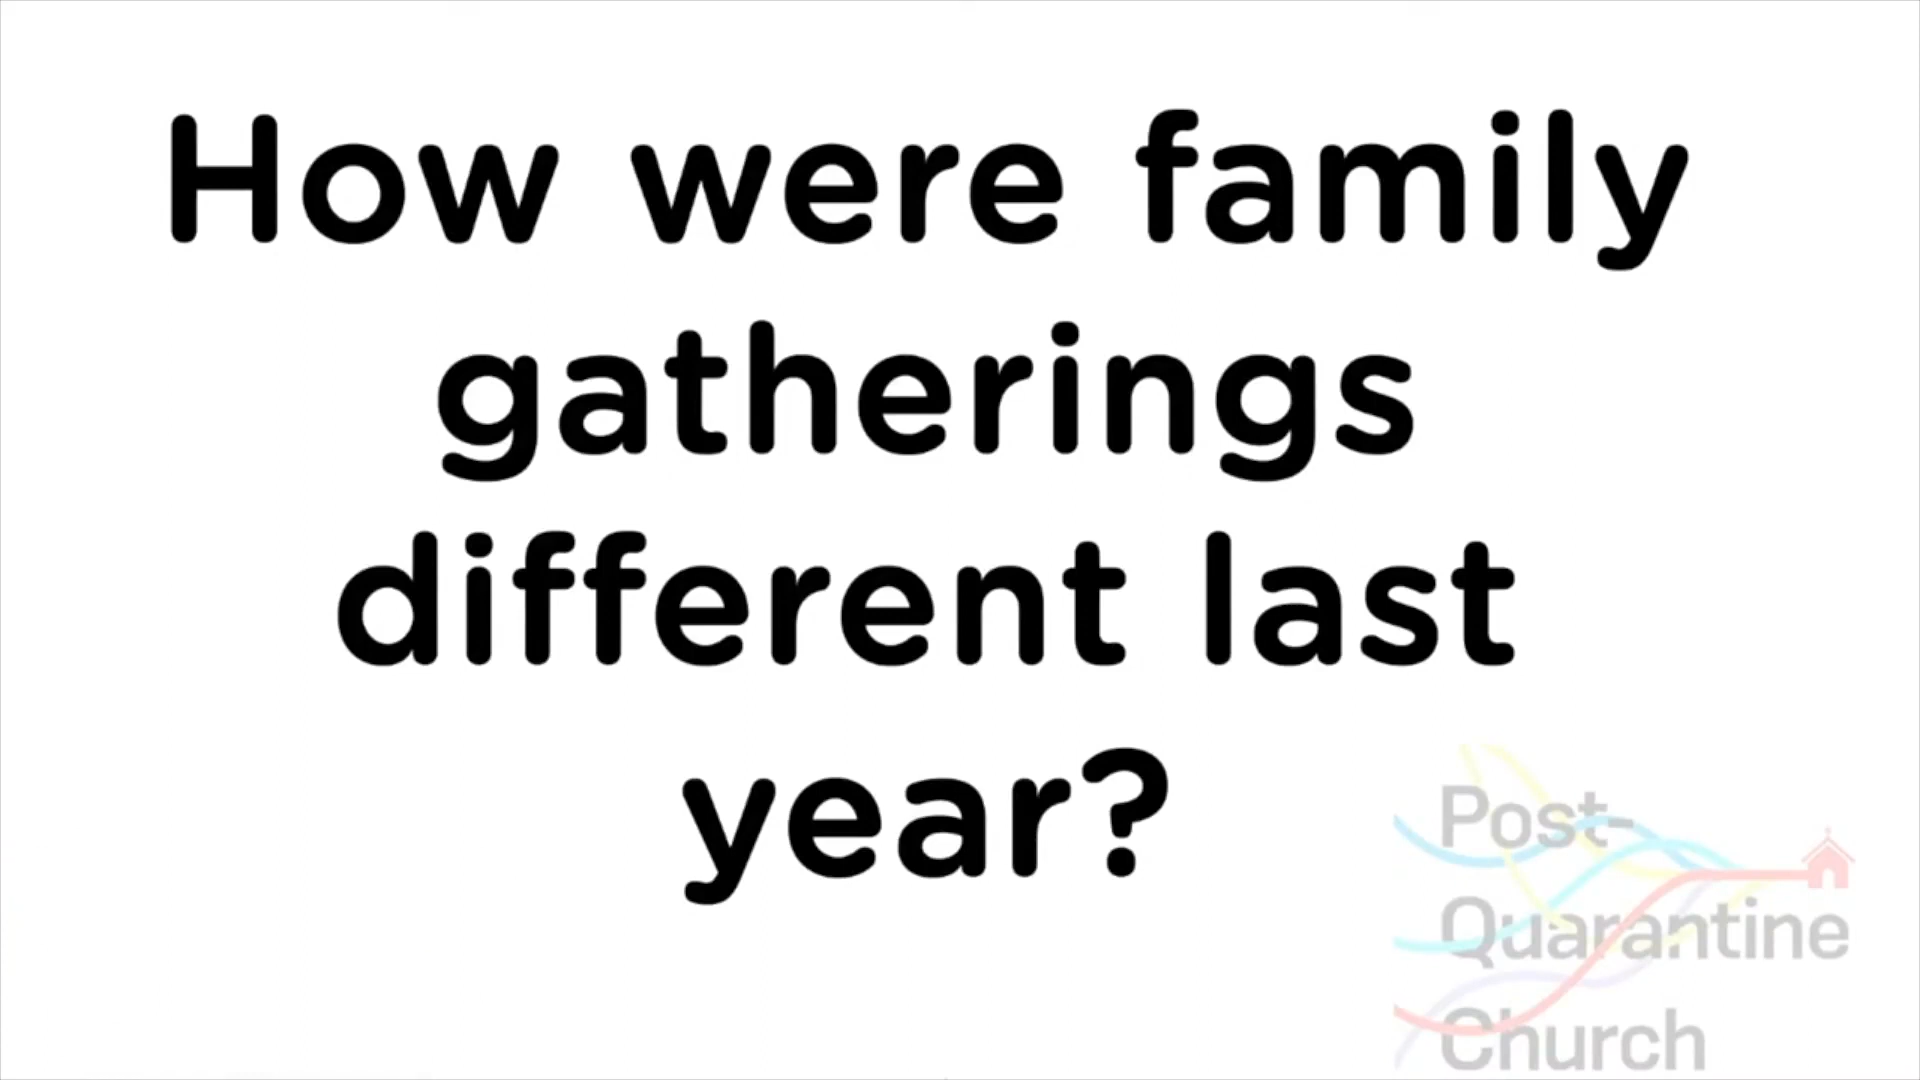 How were family
gatherings
different last
year?
Post-
Quarantine
Church